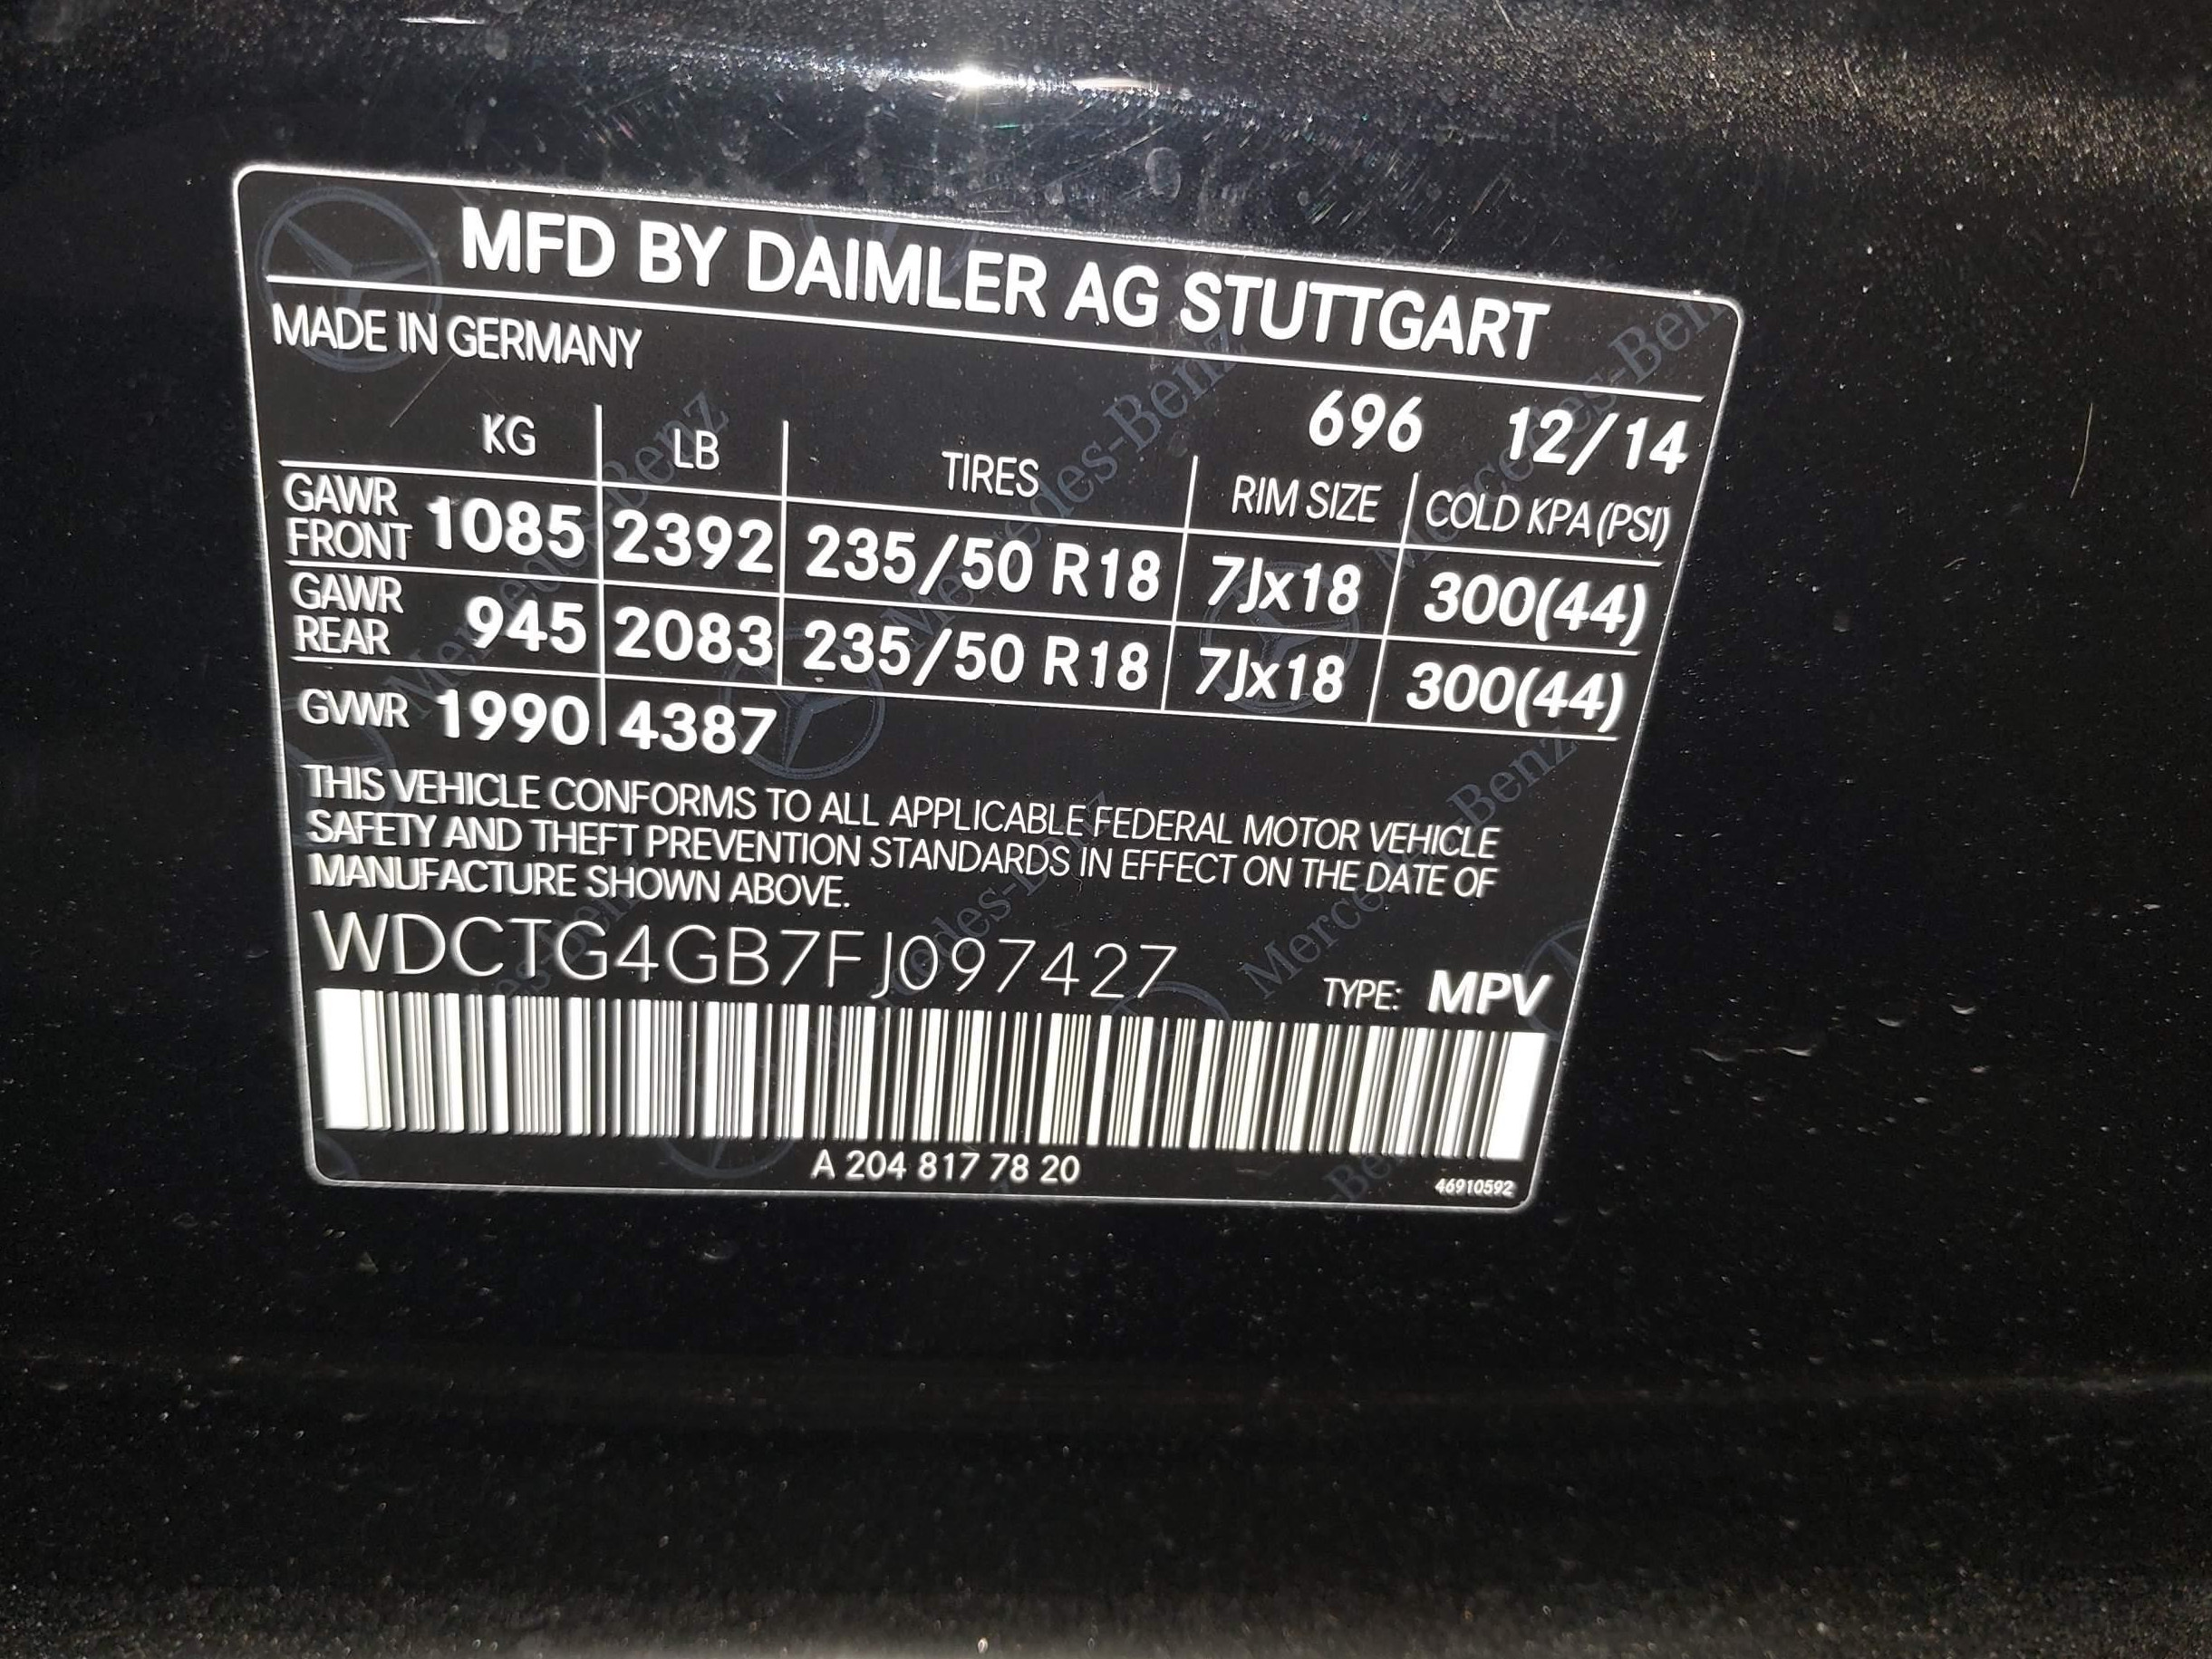 MFD BY DAIMLER AG STUTTGART
MADE IN GERMANY
696 12/14
KG LB TIRES RIM SIZE COLD KPA (PSI)
GAWR FRONT 1085 2392 235/50 R18 7Jx18 300(44)
GAWR REAR 945 2083 235/50 R18 7Jx18 300(44)
GVWR 1990 4387
THIS VEHICLE CONFORMS TO ALL APPLICABLE FEDERAL MOTOR VEHICLE
SAFETY AND THEFT PREVENTION STANDARDS IN EFFECT ON THE DATE OF
MANUFACTURE SHOWN ABOVE.
WDCTG4GB7FJ097427
TYPE: MPV
A 204 817 78 20
46910592
Mercedes-Benz